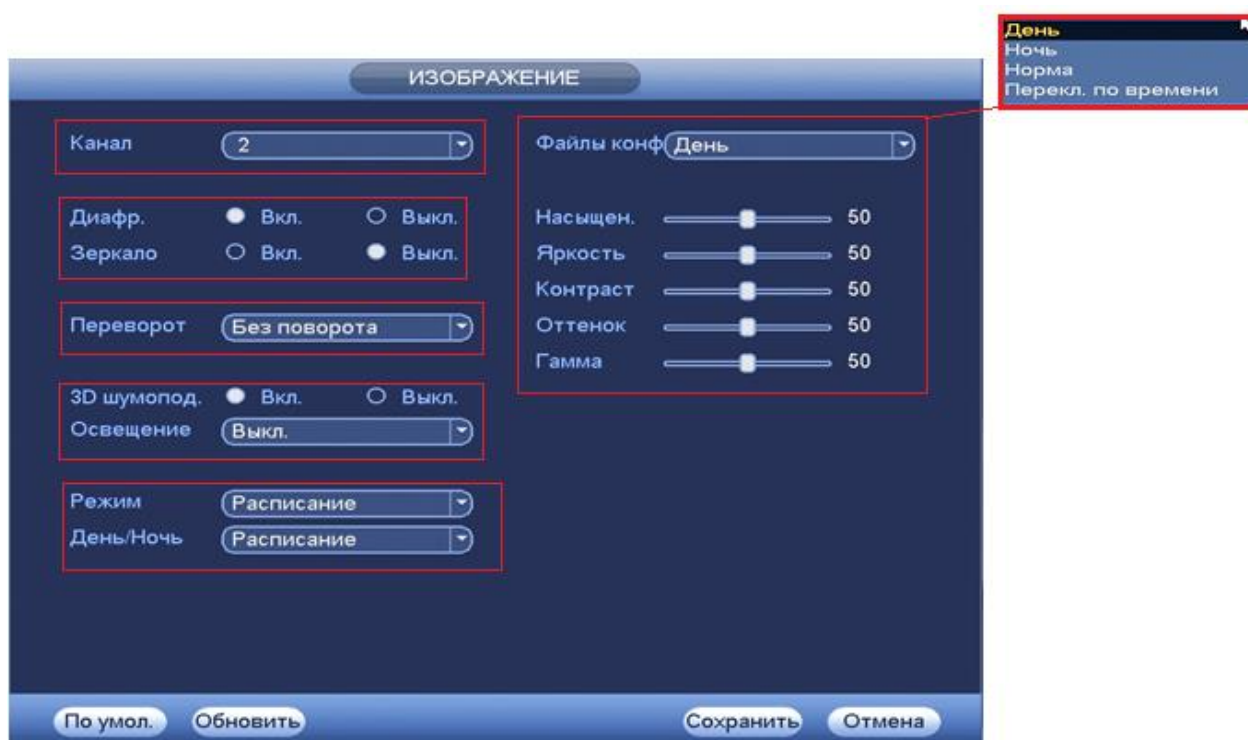 День
Ночь
Норма
Перекл. по времени
ИЗОБРАЖЕНИЕ
Канал 2
Диафр. Вкл. Выкл.
Зеркало Вкл. Выкл.
Переворот Без поворота
3D шумопод. Вкл. Выкл.
Освещение Выкл.
Режим Расписание
День/Ночь Расписание
Файлы конф День
Насыщен. 50
Яркость 50
Контраст 50
Оттенок 50
Гамма 50
По умол. Обновить Сохранить Отмена